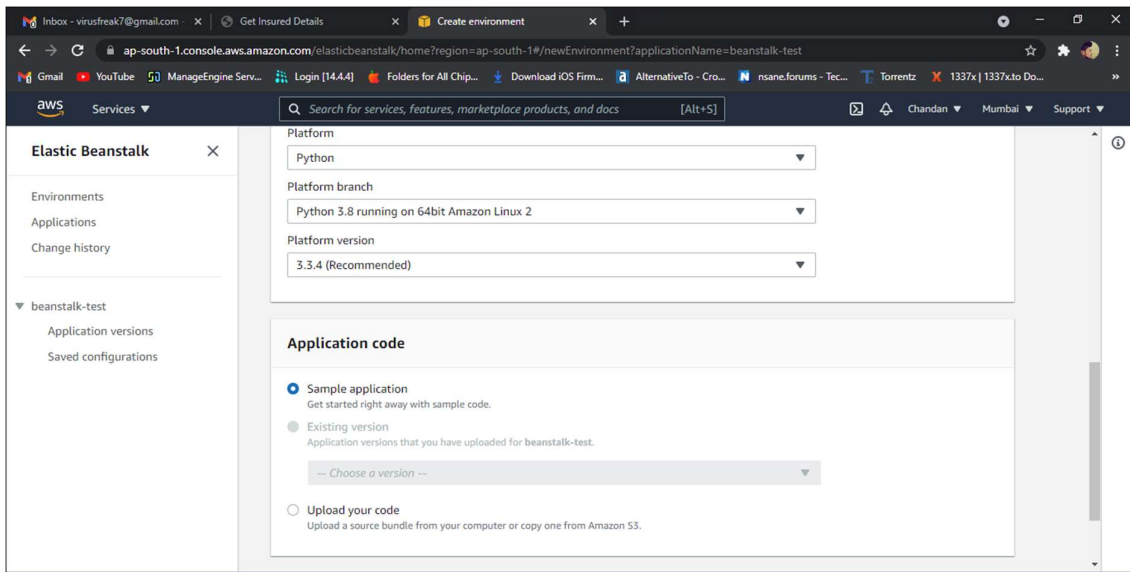 Inbox - virusfreak7@gmail.com - Get Insured Details Create environment
ap-south-1.console.aws.amazon.com/elasticbeanstalk/home?region=ap-south-1#/newEnvironment?applicationName=beanstalk-test
Gmail YouTube ManageEngine Serv... Login [14.4.4] Folders for All Chip... Download iOS Firm... AlternativeTo - Cro... nsane.forums - Tec... Torrentz 1337x | 1337x.to Do... »
aws Services ▼ Search for services, features, marketplace products, and docs [Alt+S] Chandan ▼ Mumbai ▼ Support ▼
Elastic Beanstalk
Environments
Applications
Change history
beanstalk-test
Application versions
Saved configurations
Platform
Python
Platform branch
Python 3.8 running on 64bit Amazon Linux 2
Platform version
3.3.4 (Recommended)
Application code
Sample application
Get started right away with sample code.
Existing version
Application versions that you have uploaded for beanstalk-test.
-- Choose a version --
Upload your code
Upload a source bundle from your computer or copy one from Amazon S3.